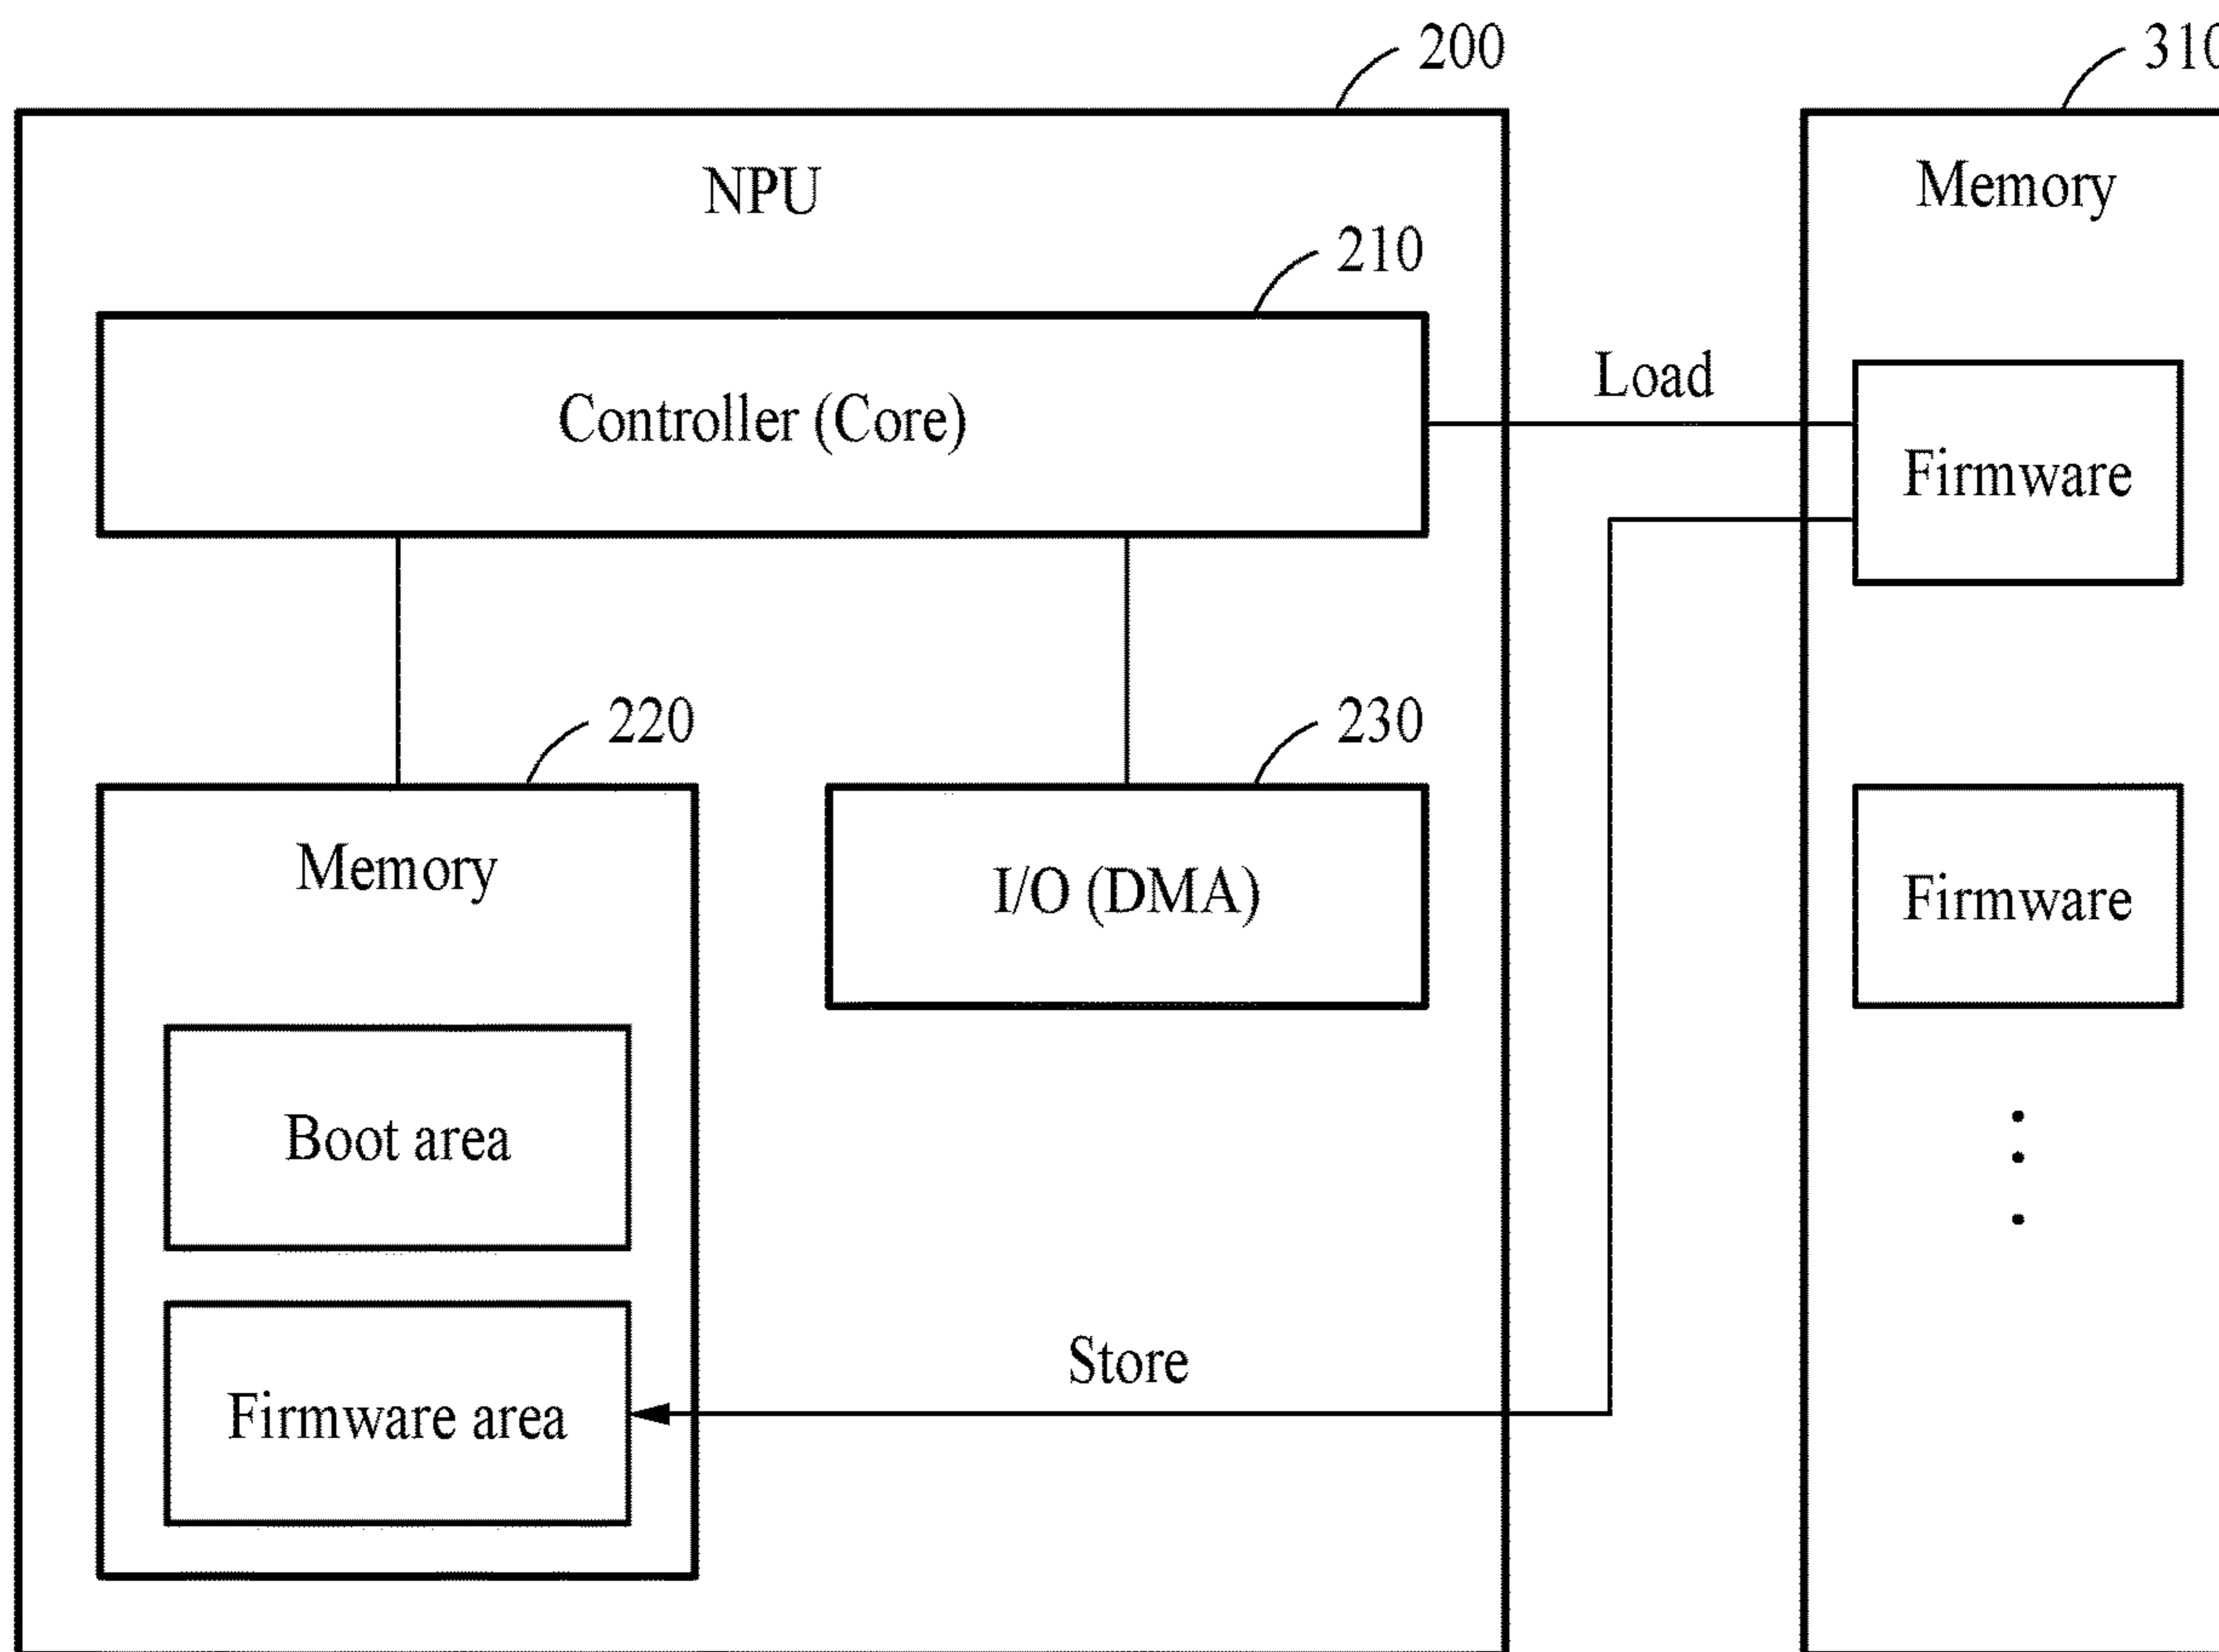 200
310
NPU
Memory
210
Controller (Core)
Load
Firmware
220
230
Memory
I/O (DMA)
Firmware
Boot area
Store
Firmware area